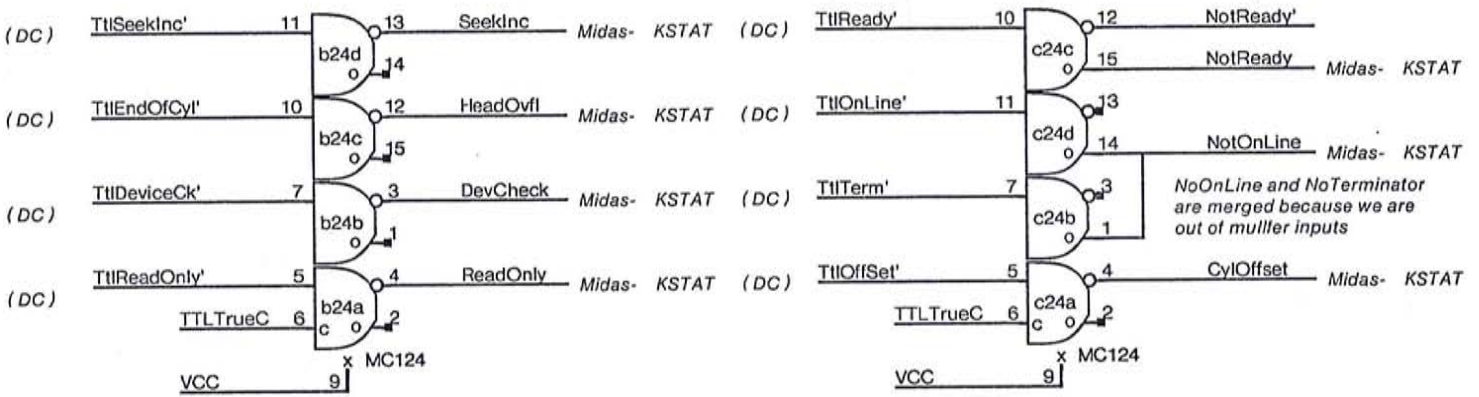 (DC) TtlSeekInc' 11 b24d o 13 SeekInc Midas- KSTAT
14
(DC) TtlEndOfCyl' 10 b24c o 12 HeadOvfl Midas- KSTAT
15
(DC) TtlDeviceCk' 7 b24b o 3 DevCheck Midas- KSTAT
1
(DC) TtlReadOnly' 5 b24a 4 ReadOnly Midas- KSTAT
TTLTrueC 6 c o 2
x MC124
VCC 9
(DC) TtlReady' 10 c24c o 12 NotReady'
15 NotReady Midas- KSTAT
(DC) TtlOnLine' 11 c24d o 13
14 NotOnLine Midas- KSTAT
(DC) TtlTerm' 7 c24b o 3
1
NoOnLine and NoTerminator
are merged because we are
out of mulller inputs
(DC) TtlOffSet' 5 c24a 4 CylOffset Midas- KSTAT
TTLTrueC 6 c o 2
x MC124
VCC 9